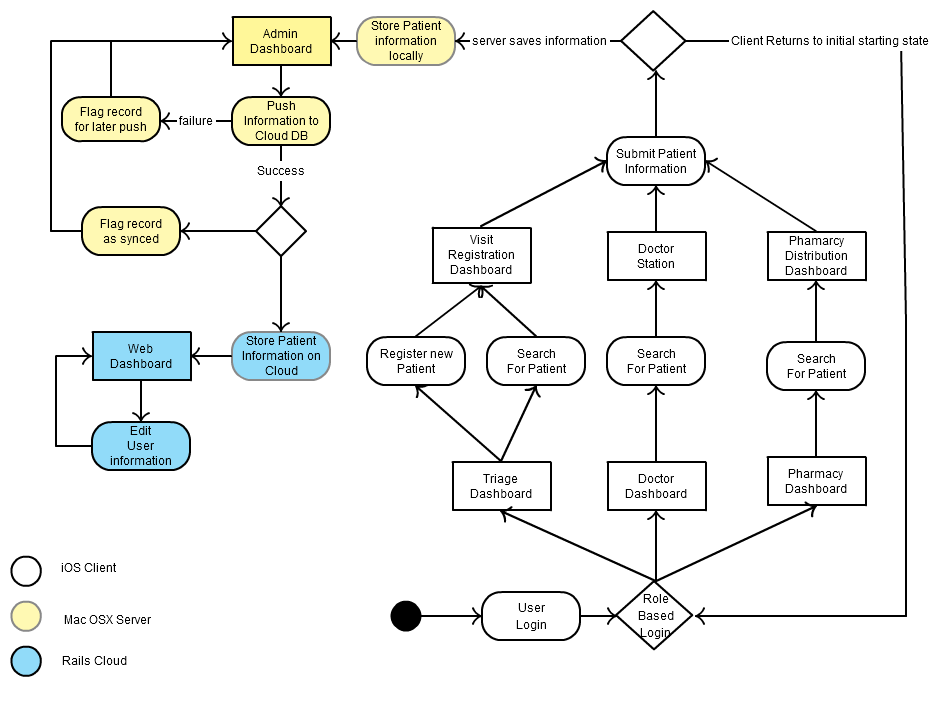 Admin
Dashboard
Store Patient
information
locally
server saves information
Client Returns to initial starting state
Flag record
for later push
failure
Push
Information to
Cloud DB
Success
Submit Patient
Information
Flag record
as synced
Visit
Registration
Dashboard
Doctor
Station
Phamarcy
Distribution
Dashboard
Web
Dashboard
Store Patient
Information on
Cloud
Register new
Patient
Search
For Patient
Search
For Patient
Search
For Patient
Edit
User
information
Triage
Dashboard
Doctor
Dashboard
Pharmacy
Dashboard
iOS Client
Mac OSX Server
Rails Cloud
User
Login
Role
Based
Login